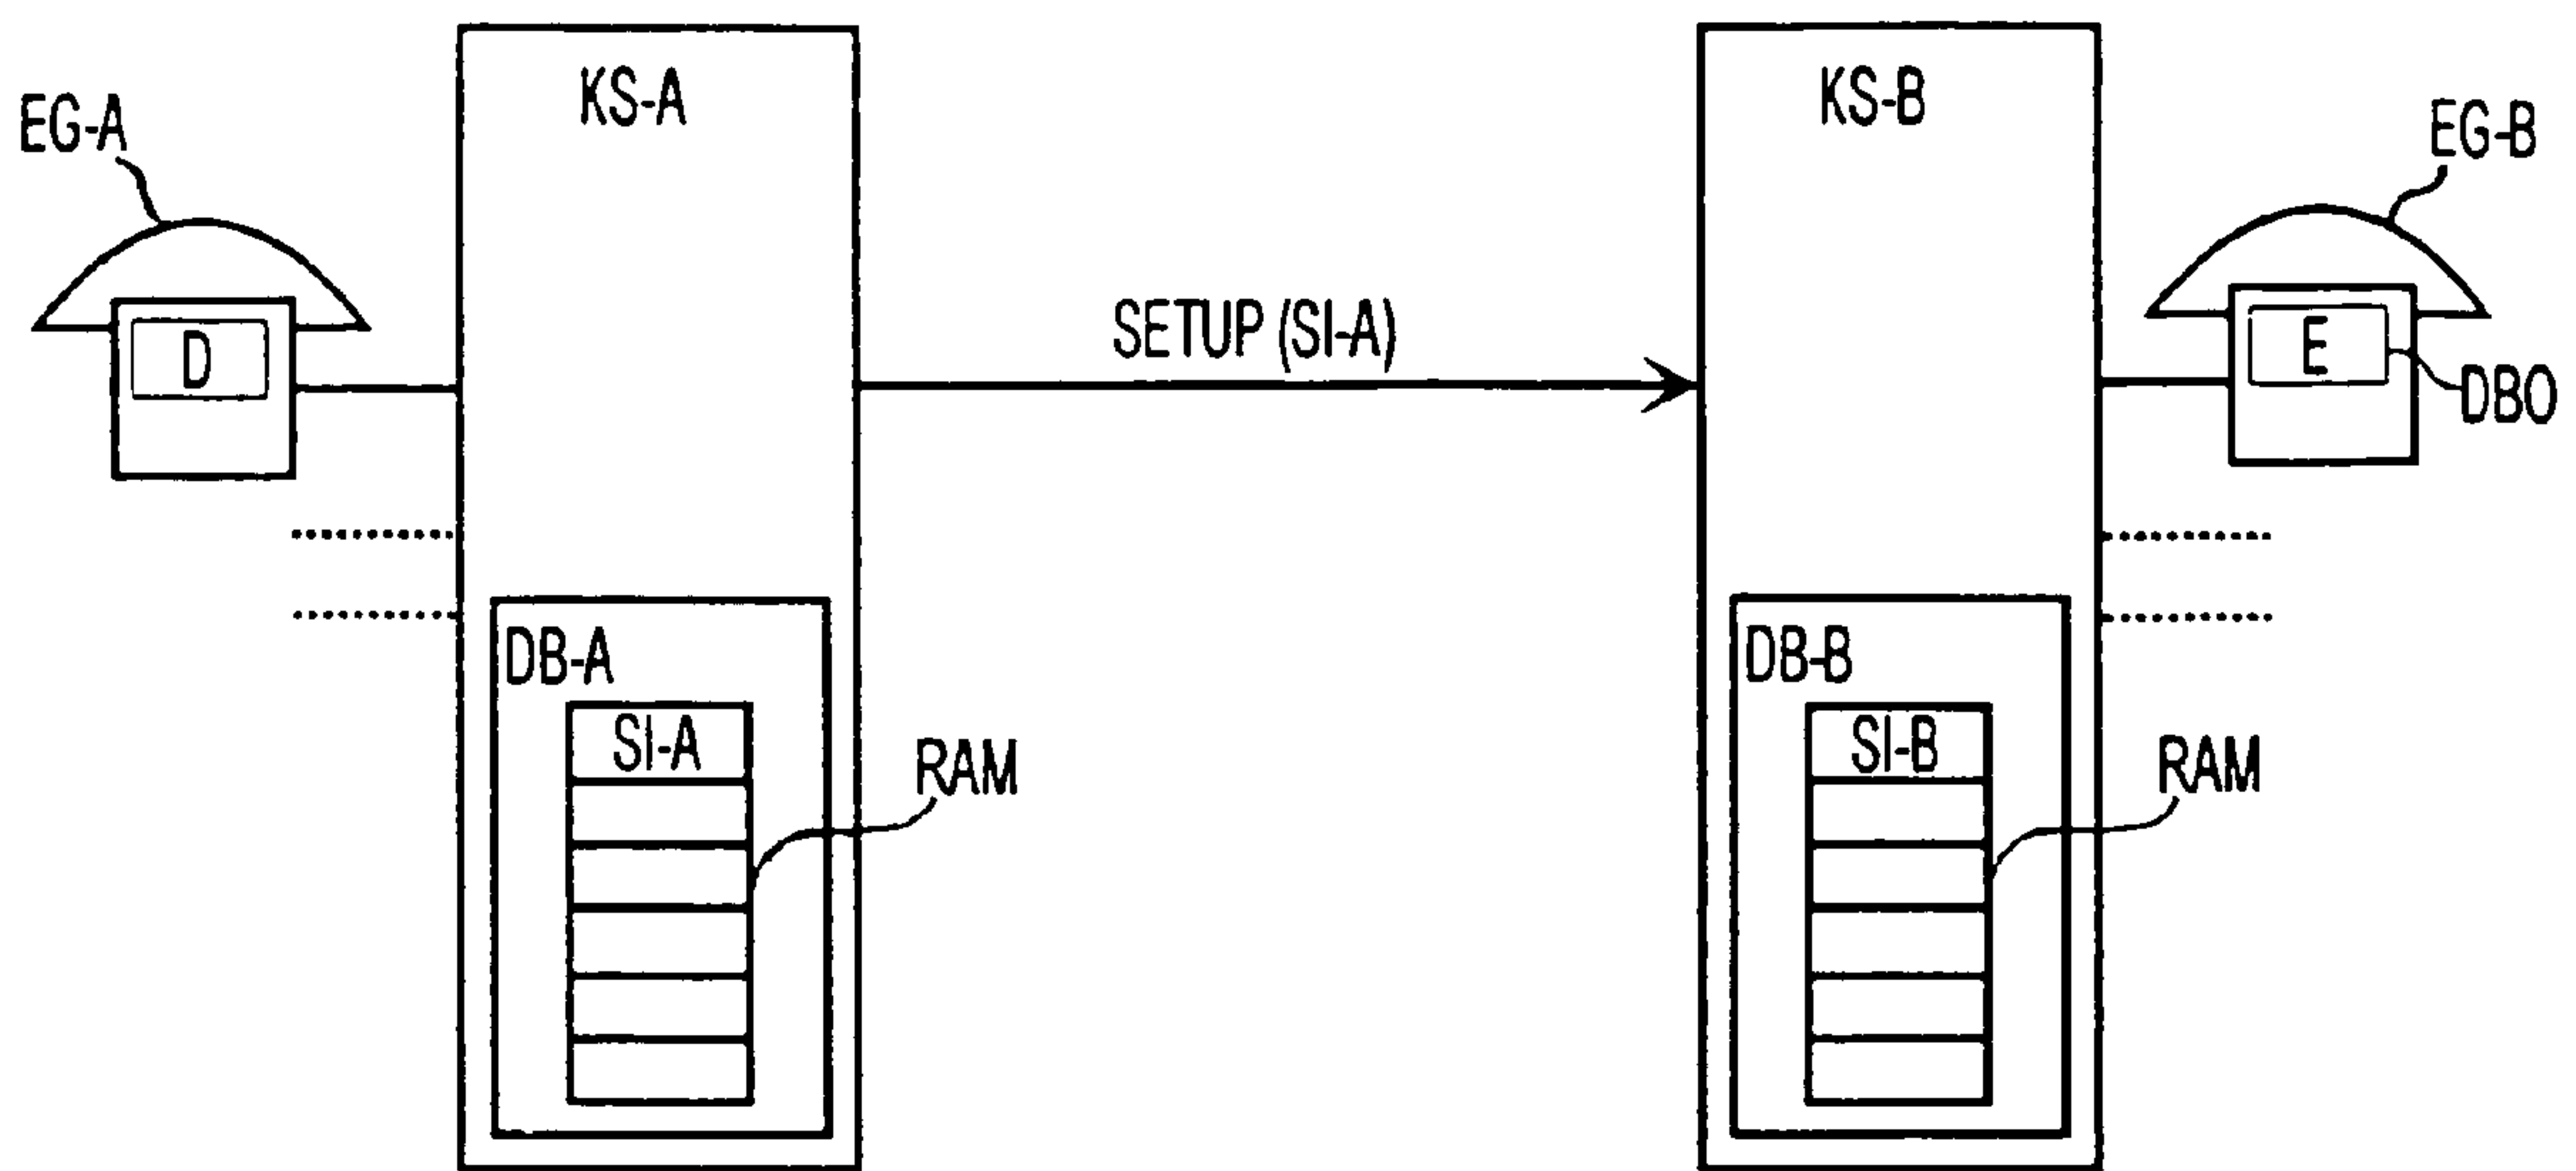 KS-A
KS-B
EG-A
EG-B
D
SETUP (SI-A)
E
DBO
DB-A
DB-B
SI-A
RAM
SI-B
RAM